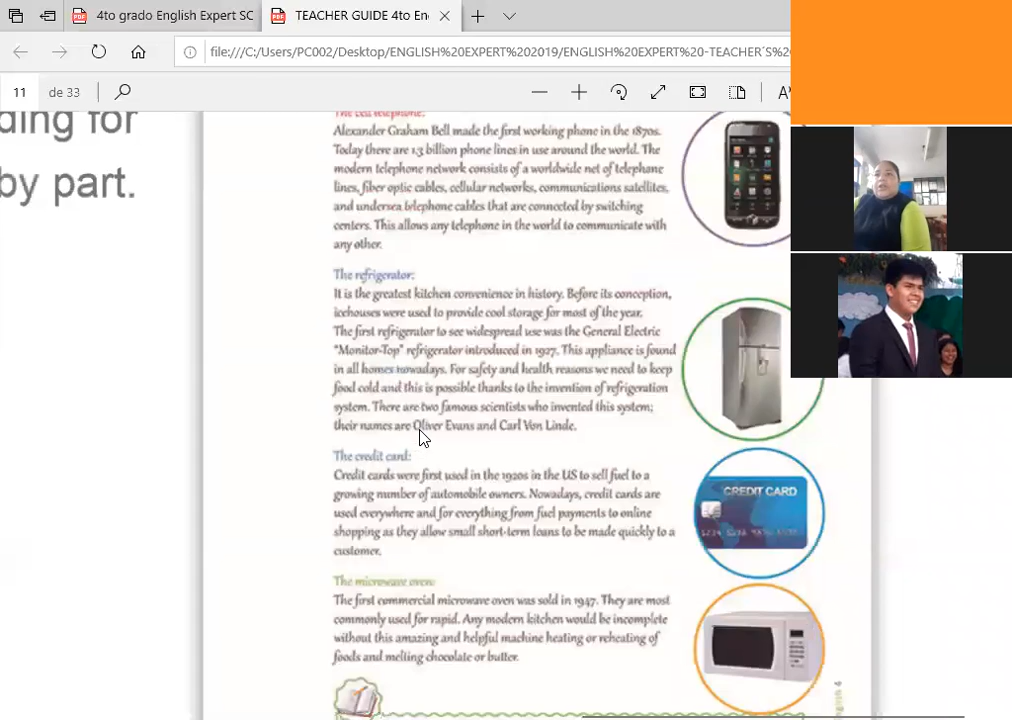 4to grado English Expert SC
TEACHER GUIDE 4to En
file:///C:/Users/PC002/Desktop/ENGLISH%20EXPERT%202019/ENGLISH%20EXPERT%20-TEACHER´S%20
11 de 33
ding for
by part.
The cell telephone:
Alexander Graham Bell made the first working phone in the 1870s.
Today there are 1.3 billion phone lines in use around the world. The
modern telephone network consists of a worldwide net of telephone
lines, fiber optic cables, cellular networks, communications satellites,
and undersea telephone cables that are connected by switching
centers. This allows any telephone in the world to communicate with
any other.
The refrigerator:
It is the greatest kitchen convenience in history. Before its conception,
icehouses were used to provide cool storage for most of the year.
The first refrigerator to see widespread use was the General Electric
"Monitor-Top" refrigerator introduced in 1927. This appliance is found
in all homes nowadays. For safety and health reasons we need to keep
food cold and this is possible thanks to the invention of refrigeration
system. There are two famous scientists who invented this system;
their names are Oliver Evans and Carl Von Linde.
The credit card:
Credit cards were first used in the 1920s in the US to sell fuel to a
growing number of automobile owners. Nowadays, credit cards are
used everywhere and for everything from fuel payments to online
shopping as they allow small short-term loans to be made quickly to a
customer.
CREDIT CARD
The microwave oven:
The first commercial microwave oven was sold in 1947. They are most
commonly used for rapid. Any modern kitchen would be incomplete
without this amazing and helpful machine heating or reheating of
foods and melting chocolate or butter.